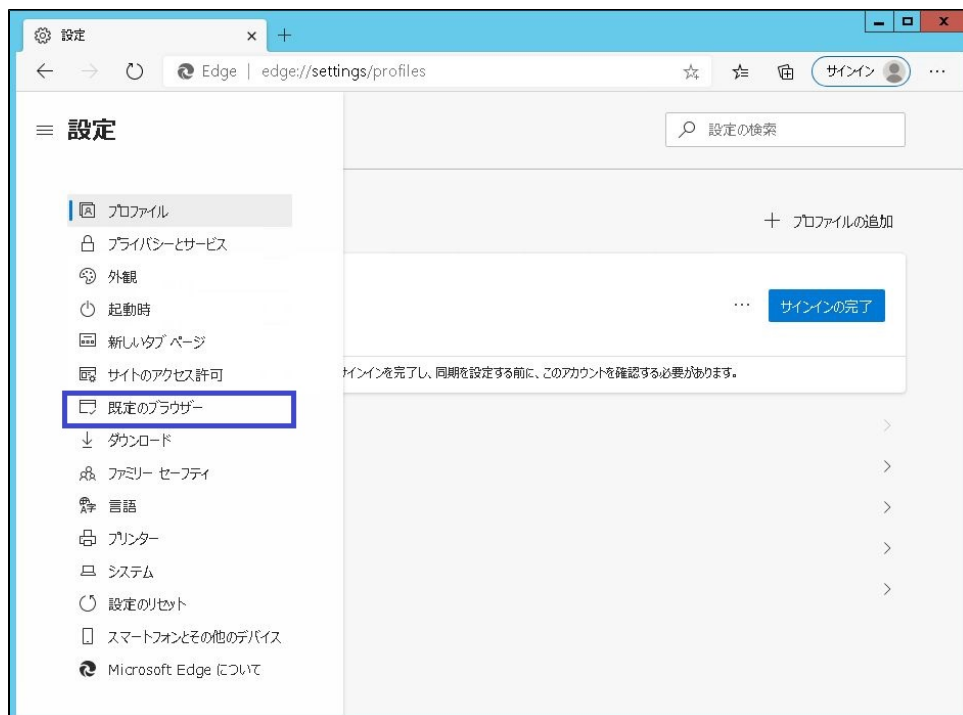 設定
Edge | edge://settings/profiles
サインイン
設定
設定の検索
プロファイル
プロファイルの追加
プライバシーとサービス
外観
起動時
サインインの完了
新しいタブ ページ
サイトのアクセス許可
サインインを完了し、同期を設定する前に、このアカウントを確認する必要があります。
既定のブラウザー
ダウンロード
ファミリー セーフティ
言語
プリンター
システム
設定のリセット
スマートフォンとその他のデバイス
Microsoft Edge について